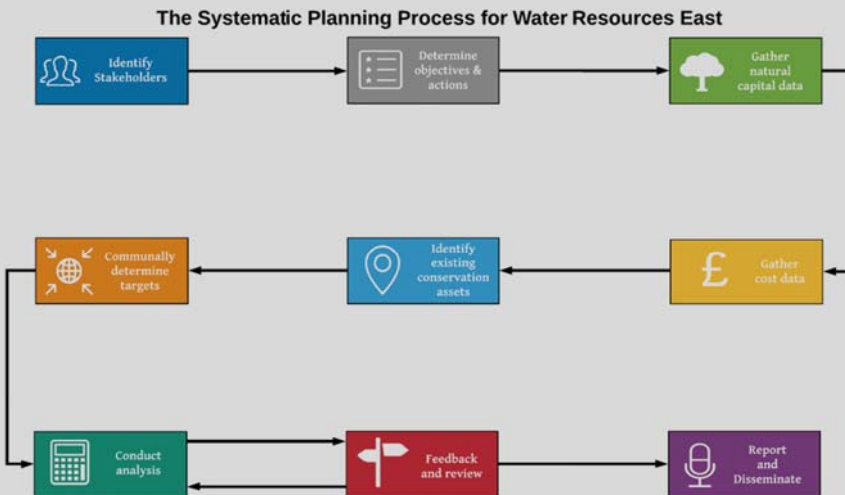 The Systematic Planning Process for Water Resources East
Identify
Stakeholders
Determine
objectives &
actions
Gather
natural
capital data
Gather
cost data
Identify
existing
conservation
assets
Communally
determine
targets
Conduct
analysis
Feedback
and review
Report
and
Disseminate